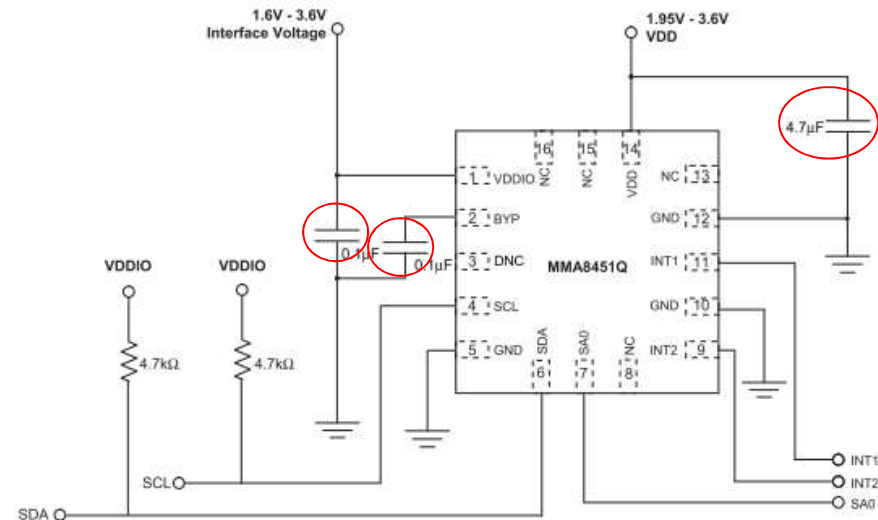 1.6V - 3.6V
Interface Voltage
1.95V - 3.6V
VDD
4.7µF
16
NC
15
NC
14
VDD
1
VDDIO
NC
13
2
BYP
GND
12
0.1µF
0.1µF
3
DNC
MMA8451Q
INT1
11
VDDIO
VDDIO
4
SCL
GND
10
5
GND
SDA
6
SA0
7
NC
8
INT2
9
4.7kΩ
4.7kΩ
INT1
SCL
INT2
SA0
SDA